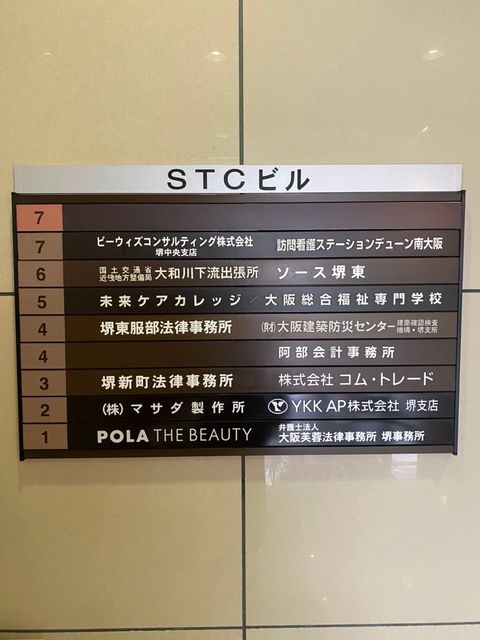 STCビル
7
7 ビーウィズコンサルティング株式会社 訪問看護ステーションデューン南大阪
堺中央支店
6 国土交通省 大和川下流出張所 ソース堺東
近畿地方整備局
5 未来ケアカレッジ／大阪総合福祉専門学校
4 堺東服部法律事務所 (財)大阪建築防災センター 建築確認検査
機構・堺支所
4 阿部会計事務所
3 堺新町法律事務所 株式会社 コム・トレード
2 (株)マサダ製作所 YKK AP株式会社 堺支店
1 POLA THE BEAUTY 弁護士法人
大阪芙蓉法律事務所 堺事務所